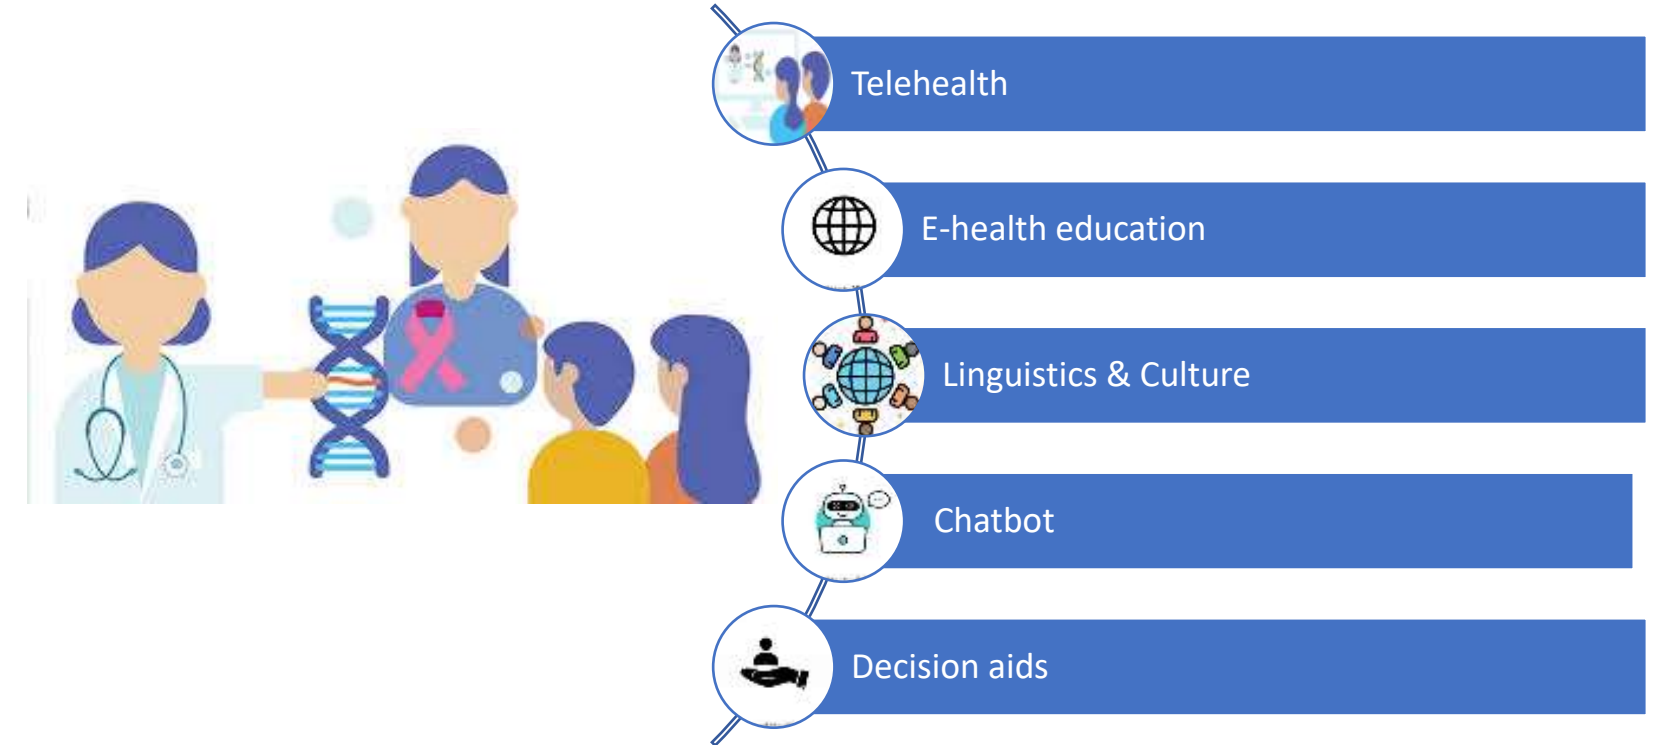 Telehealth
E-health education
Linguistics & Culture
Chatbot
Decision aids